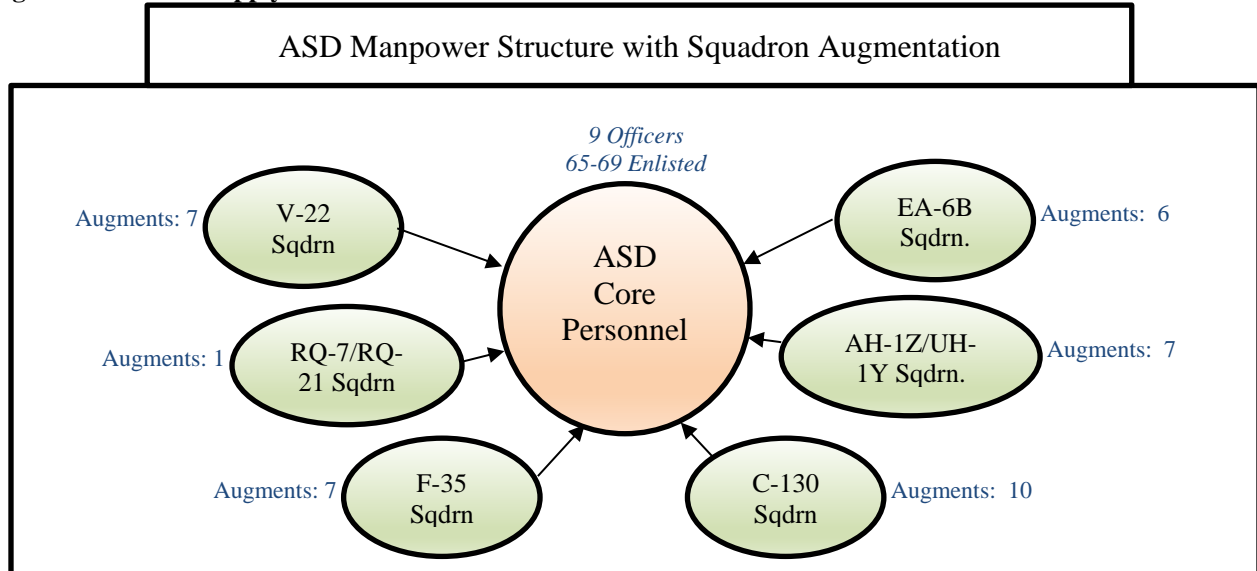 ASD Manpower Structure with Squadron Augmentation
9 Officers
65-69 Enlisted
Augments: 7
V-22
Sqdrn
EA-6B
Sqdrn.
Augments: 6
ASD
Core
Personnel
Augments: 1
RQ-7/RQ-
21 Sqdrn
AH-1Z/UH-
1Y Sqdrn.
Augments: 7
Augments: 7
F-35
Sqdrn
C-130
Sqdrn
Augments: 10